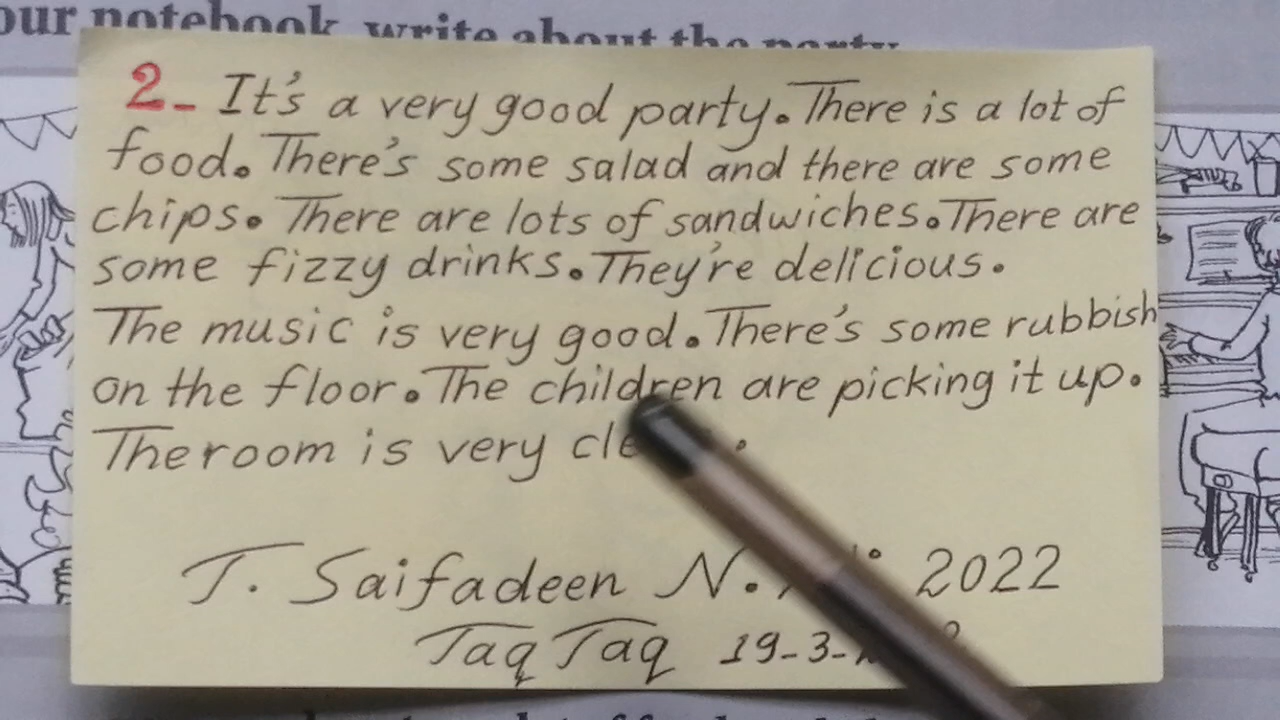 our notebook, write about the party.
2- It's a very good party. There is a lot of
food. There's some salad and there are some
chips. There are lots of sandwiches. There are
some fizzy drinks. They're delicious.
The music is very good. There's some rubbish
on the floor. The children are picking it up.
The room is very
T. Saifadeen N. 2022
Taq Taq 19-3-